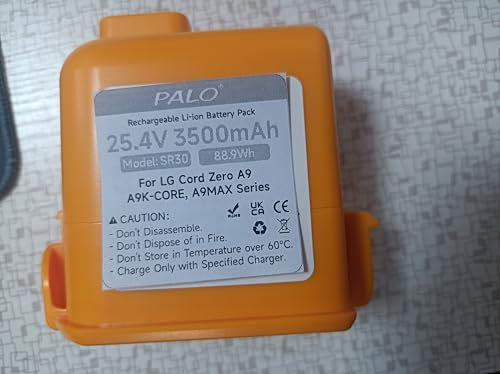 PALO®
Rechargeable Li-ion Battery Pack
25.4V 3500mAh
Model: SR30 88.9Wh
For LG Cord Zero A9
A9K-CORE, A9MAX Series
CAUTION:
- Don't Disassemble.
- Don't Dispose of in Fire.
- Don't Store in Temperature over 60°C.
- Charge Only with Specified Charger.
RoHS UK CA CE